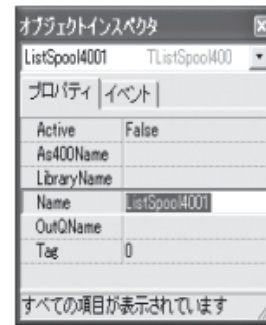 オブジェクトインスペクタ
ListSpool4001 TListSpool400
プロパティ イベント
Active False
As400Name
LibraryName
Name ListSpool4001
OutQName
Tag 0
すべての項目が表示されています